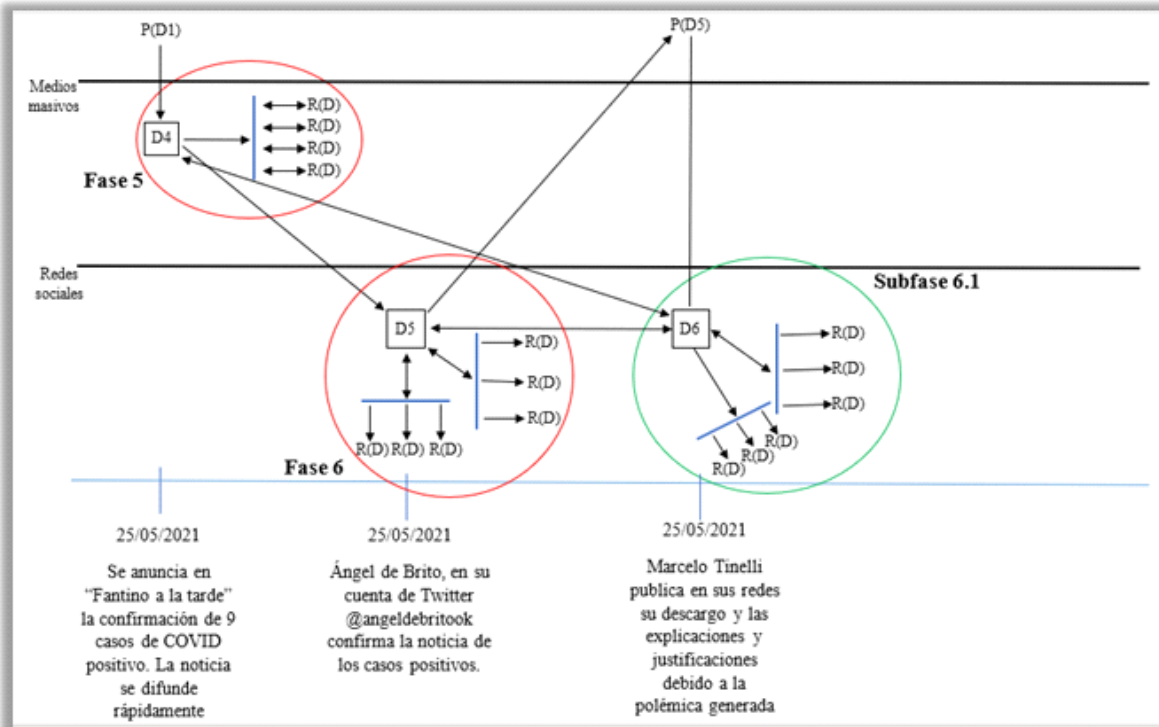 P(D1)
P(D5)
Medios
masivos
D4
R(D)
R(D)
R(D)
R(D)
Fase 5
Redes
sociales
Subfase 6.1
D5
R(D)
R(D)
R(D)
R(D) R(D) R(D)
Fase 6
D6
R(D)
R(D)
R(D)
R(D)
R(D)
R(D)
25/05/2021
Se anuncia en
“Fantino a la tarde”
la confirmación de 9
casos de COVID
positivo. La noticia
se difunde
rápidamente
25/05/2021
Ángel de Brito, en su
cuenta de Twitter
@angeldebritook
confirma la noticia de
los casos positivos.
25/05/2021
Marcelo Tinelli
publica en sus redes
su descargo y las
explicaciones y
justificaciones
debido a la
polémica generada